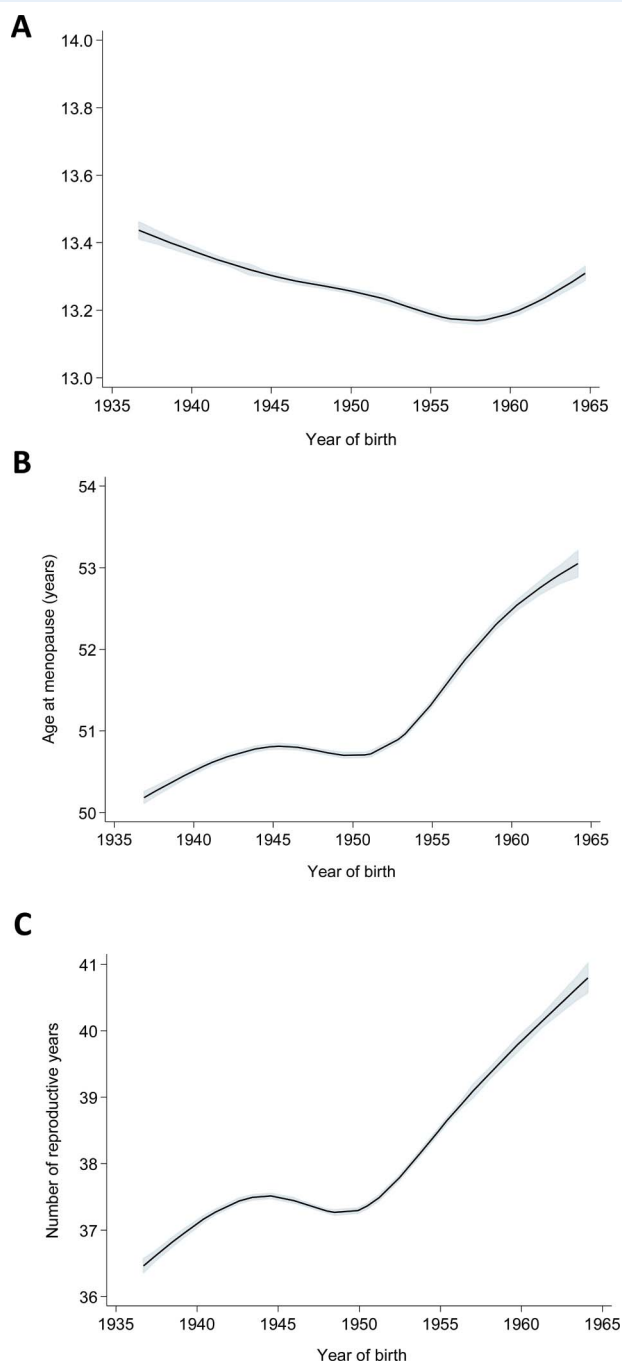 A
14.0
13.8
13.6
13.4
13.2
13.0
1935 1940 1945 1950 1955 1960 1965
Year of birth
B
54
53
52
51
50
Age at menopause (years)
1935 1940 1945 1950 1955 1960 1965
Year of birth
C
41
40
39
38
37
36
Number of reproductive years
1935 1940 1945 1950 1955 1960 1965
Year of birth